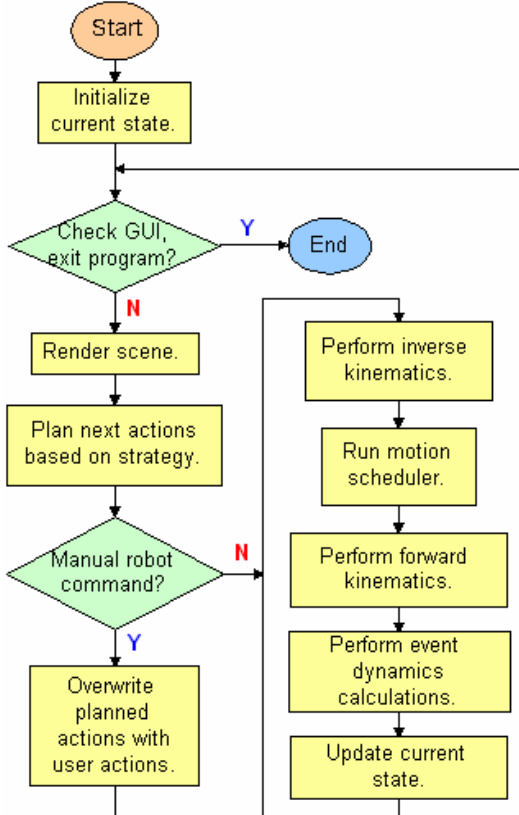 Start
Initialize
current state.
Check GUI,
exit program?
Y
End
N
Render scene.
Plan next actions
based on strategy.
Manual robot
command?
N
Y
Overwrite
planned
actions with
user actions.
Perform inverse
kinematics.
Run motion
scheduler.
Perform forward
kinematics.
Perform event
dynamics
calculations.
Update current
state.